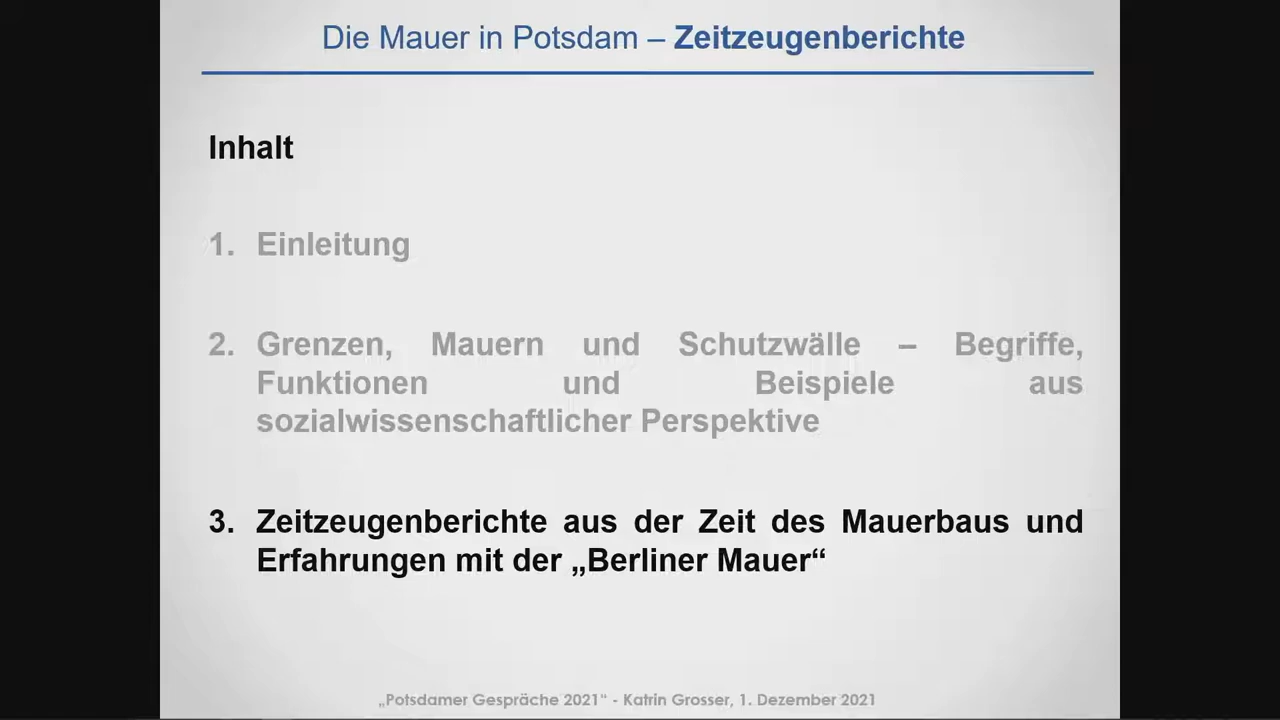 Die Mauer in Potsdam – Zeitzeugenberichte
Inhalt
1. Einleitung
2. Grenzen, Mauern und Schutzwälle – Begriffe,
Funktionen und Beispiele aus
sozialwissenschaftlicher Perspektive
3. Zeitzeugenberichte aus der Zeit des Mauerbaus und
Erfahrungen mit der „Berliner Mauer“
„Potsdamer Gespräche 2021“ - Katrin Grosser, 1. Dezember 2021